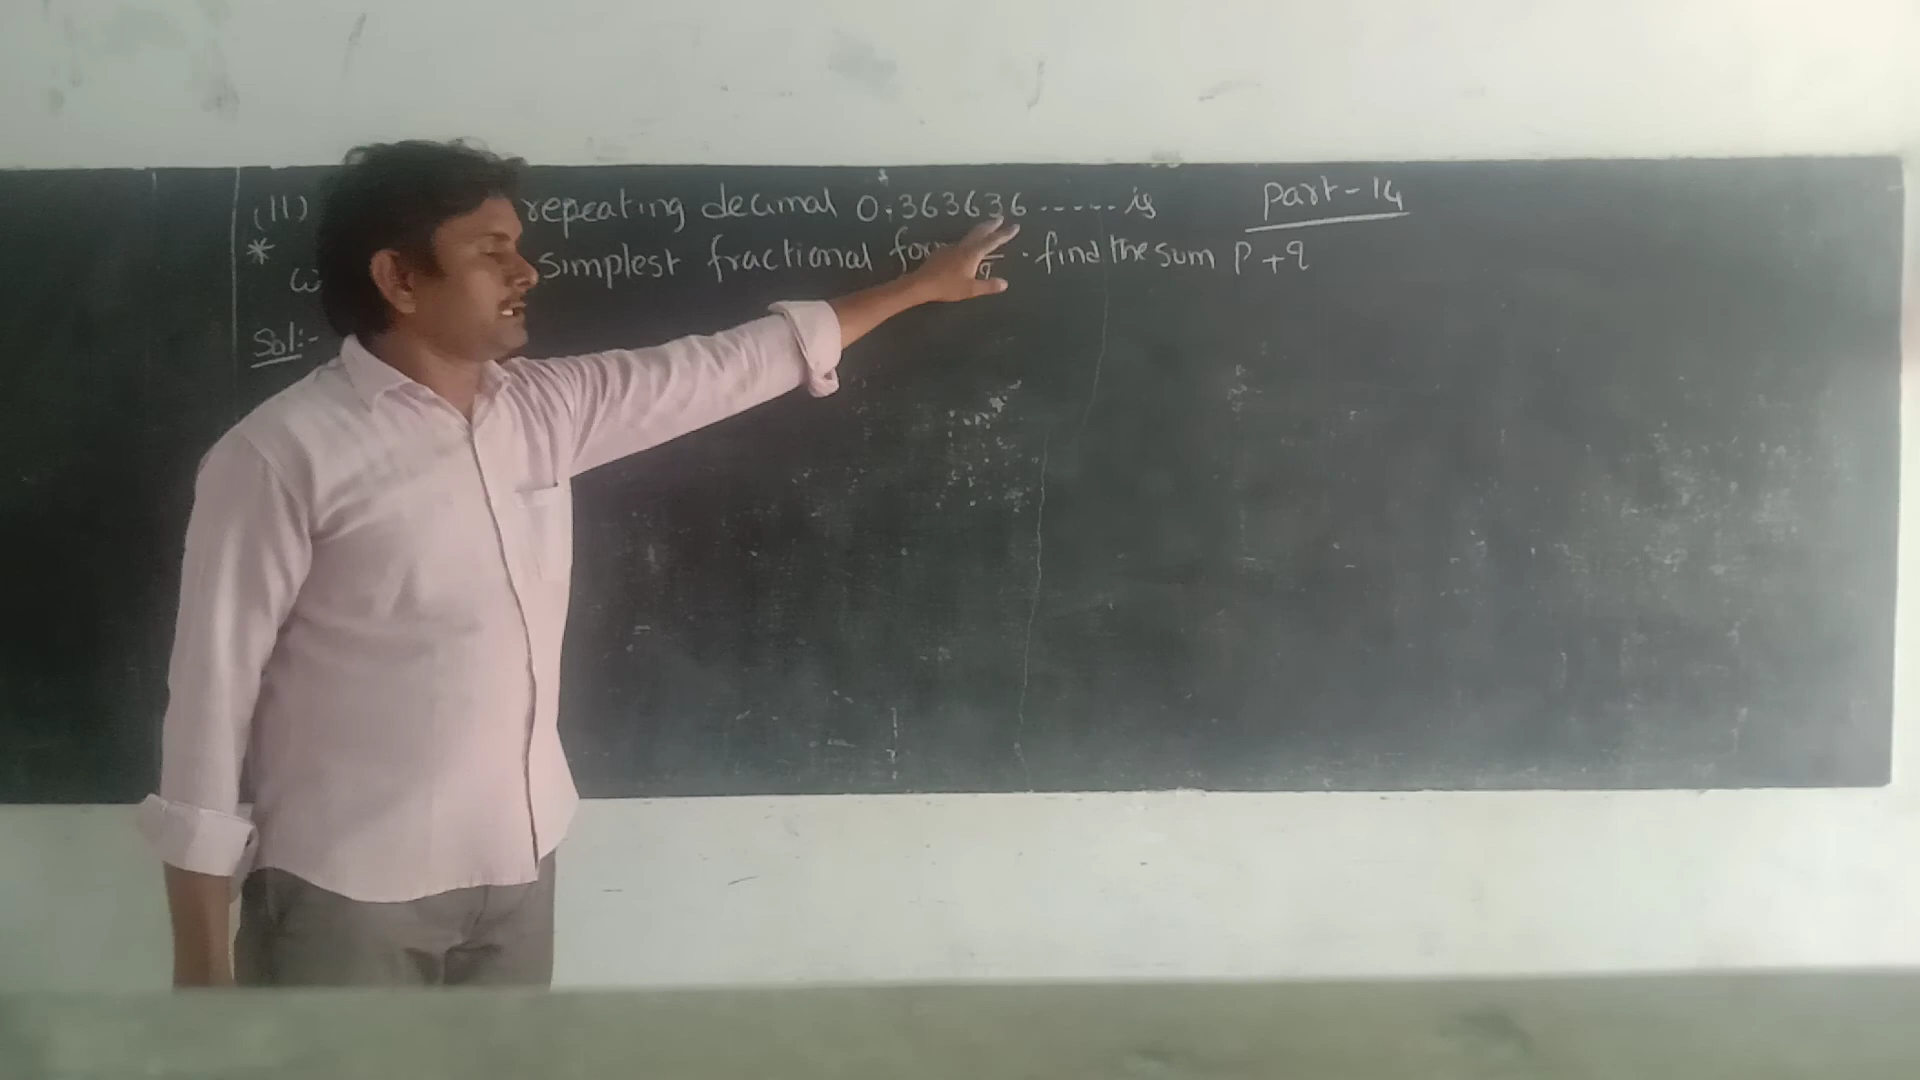 (11) repeating decimal 0.363636...... is
* simplest fractional . find the sum P+q
Sol:-
Part-14